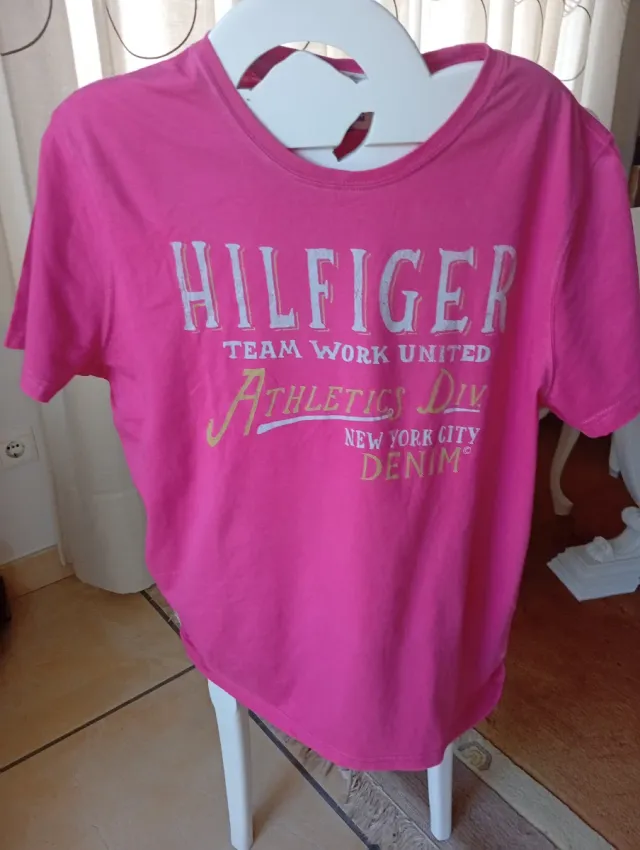 HILFIGER
TEAM WORK UNITED
ATHLETICS DIV.
NEW YORK CITY
DENIM©